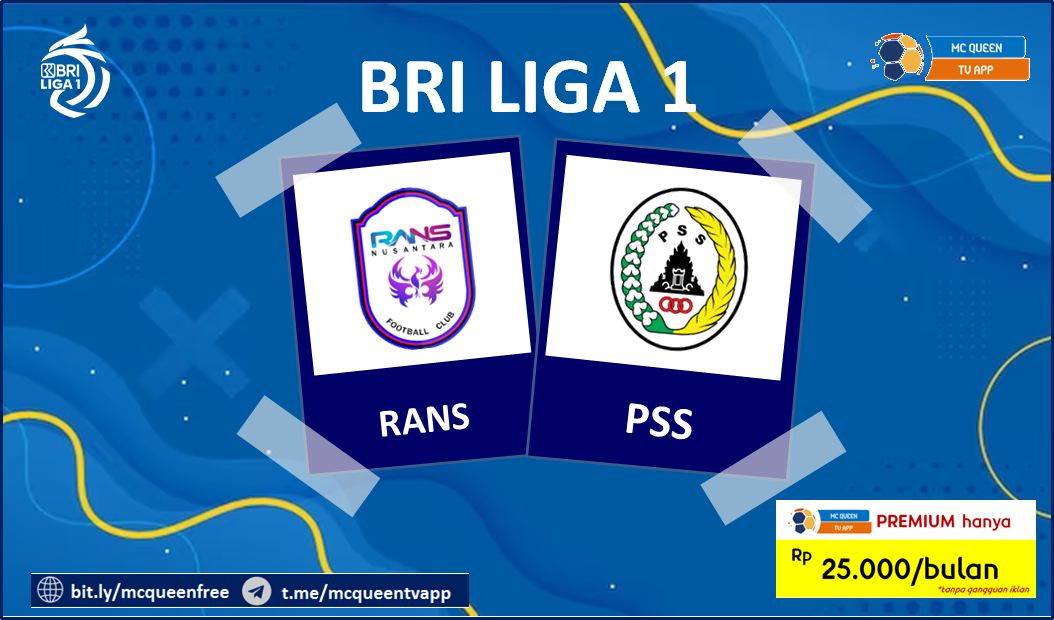 BRI
LIGA 1
BRI LIGA 1
MC QUEEN
TV APP
RANS
NUSANTARA
FOOTBALL CLUB
PSS
RANS
PSS
MC QUEEN
TV APP
PREMIUM hanya
Rp 25.000/bulan
*tanpa gangguan iklan
bit.ly/mcqueenfree
t.me/mcqueentvapp